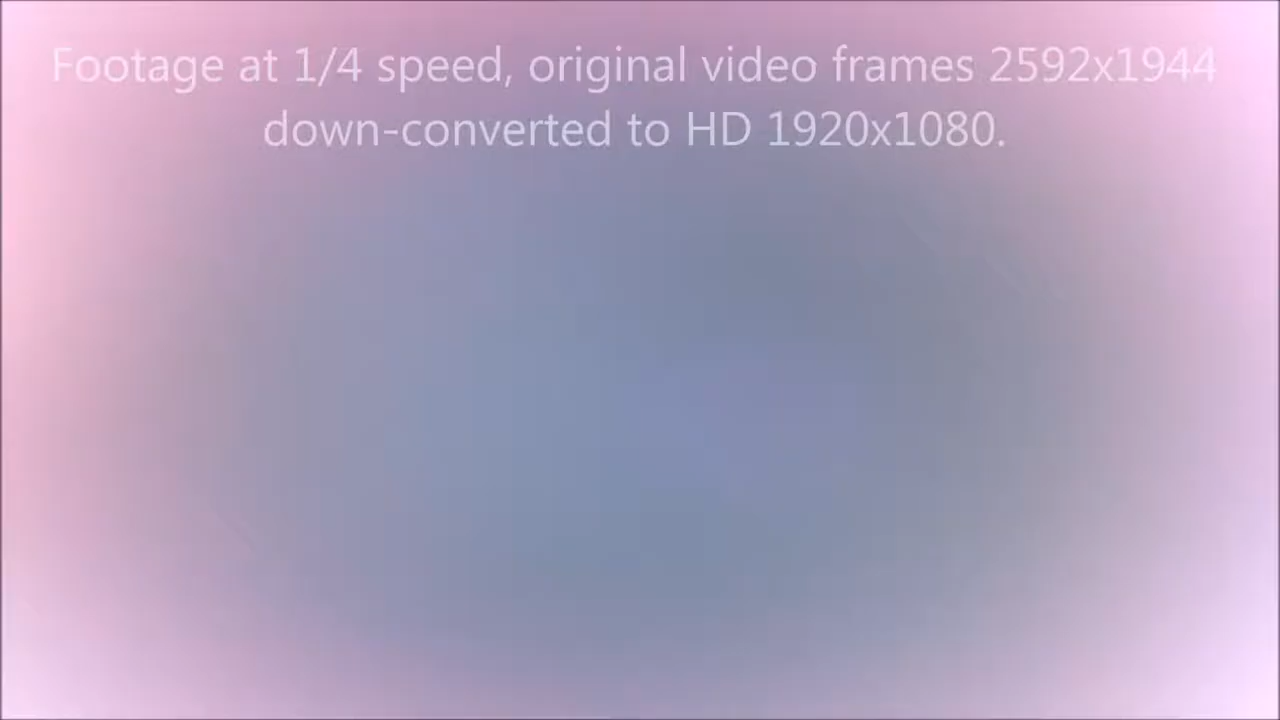 Footage at 1/4 speed, original video frames 2592x1944
down-converted to HD 1920x1080.